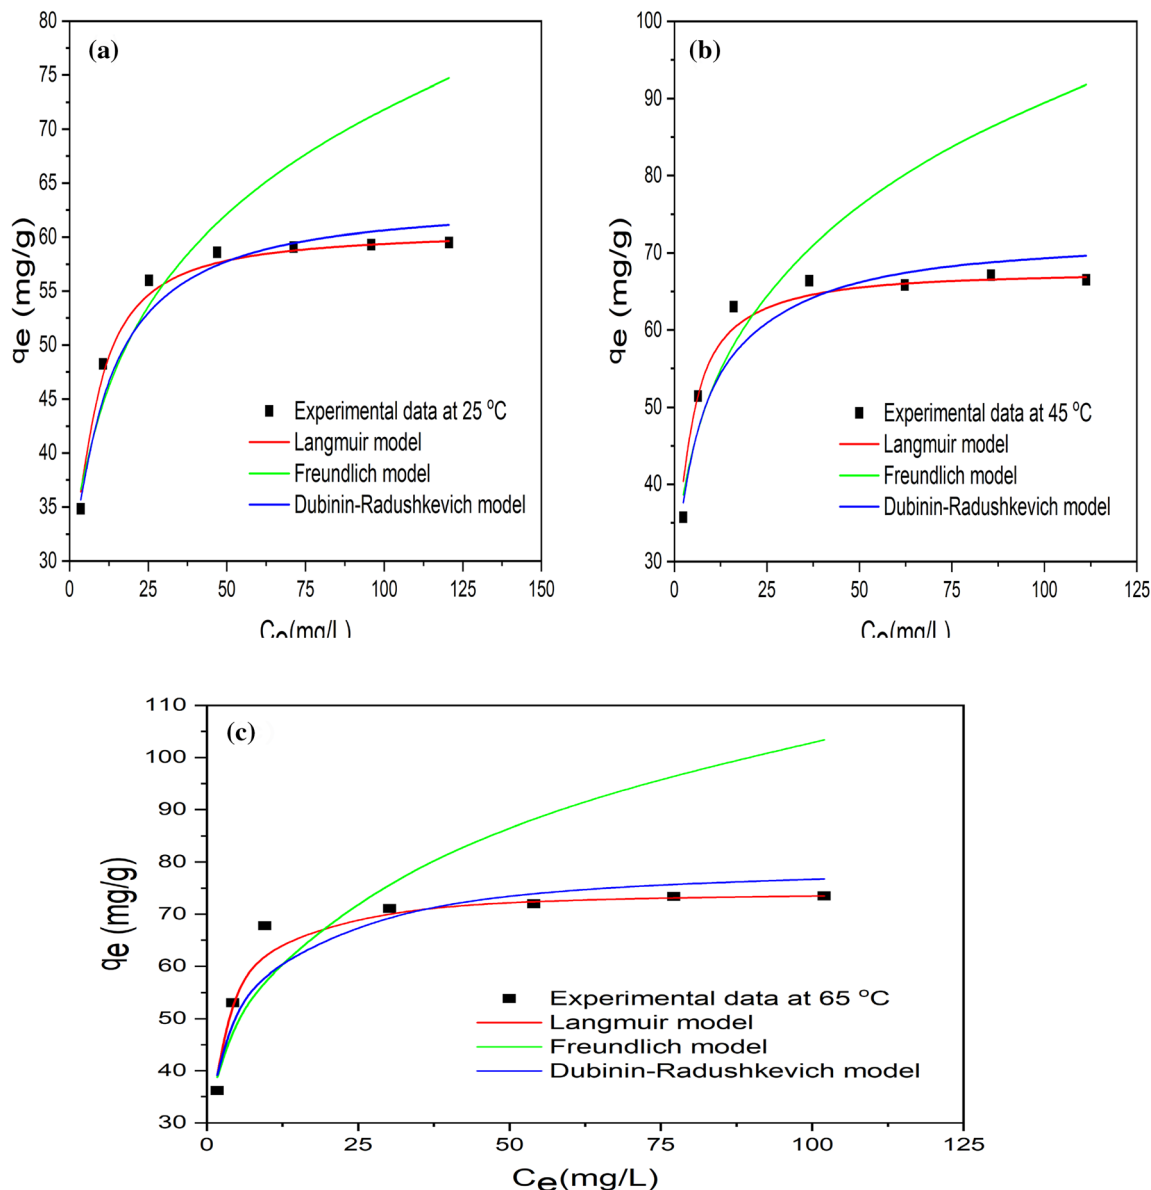 (a)
80
75
70
65
60
55
50
45
40
35
30
qe (mg/g)
Experimental data at 25 °C
Langmuir model
Freundlich model
Dubinin-Radushkevich model
0 25 50 75 100 125 150
Ce(mg/L)
(b)
100
90
80
70
60
50
40
30
qe (mg/g)
Experimental data at 45 °C
Langmuir model
Freundlich model
Dubinin-Radushkevich model
0 25 50 75 100 125
Ce(mg/L)
(c)
110
100
90
80
70
60
50
40
30
qe (mg/g)
Experimental data at 65 °C
Langmuir model
Freundlich model
Dubinin-Radushkevich model
0 25 50 75 100 125
Ce(mg/L)